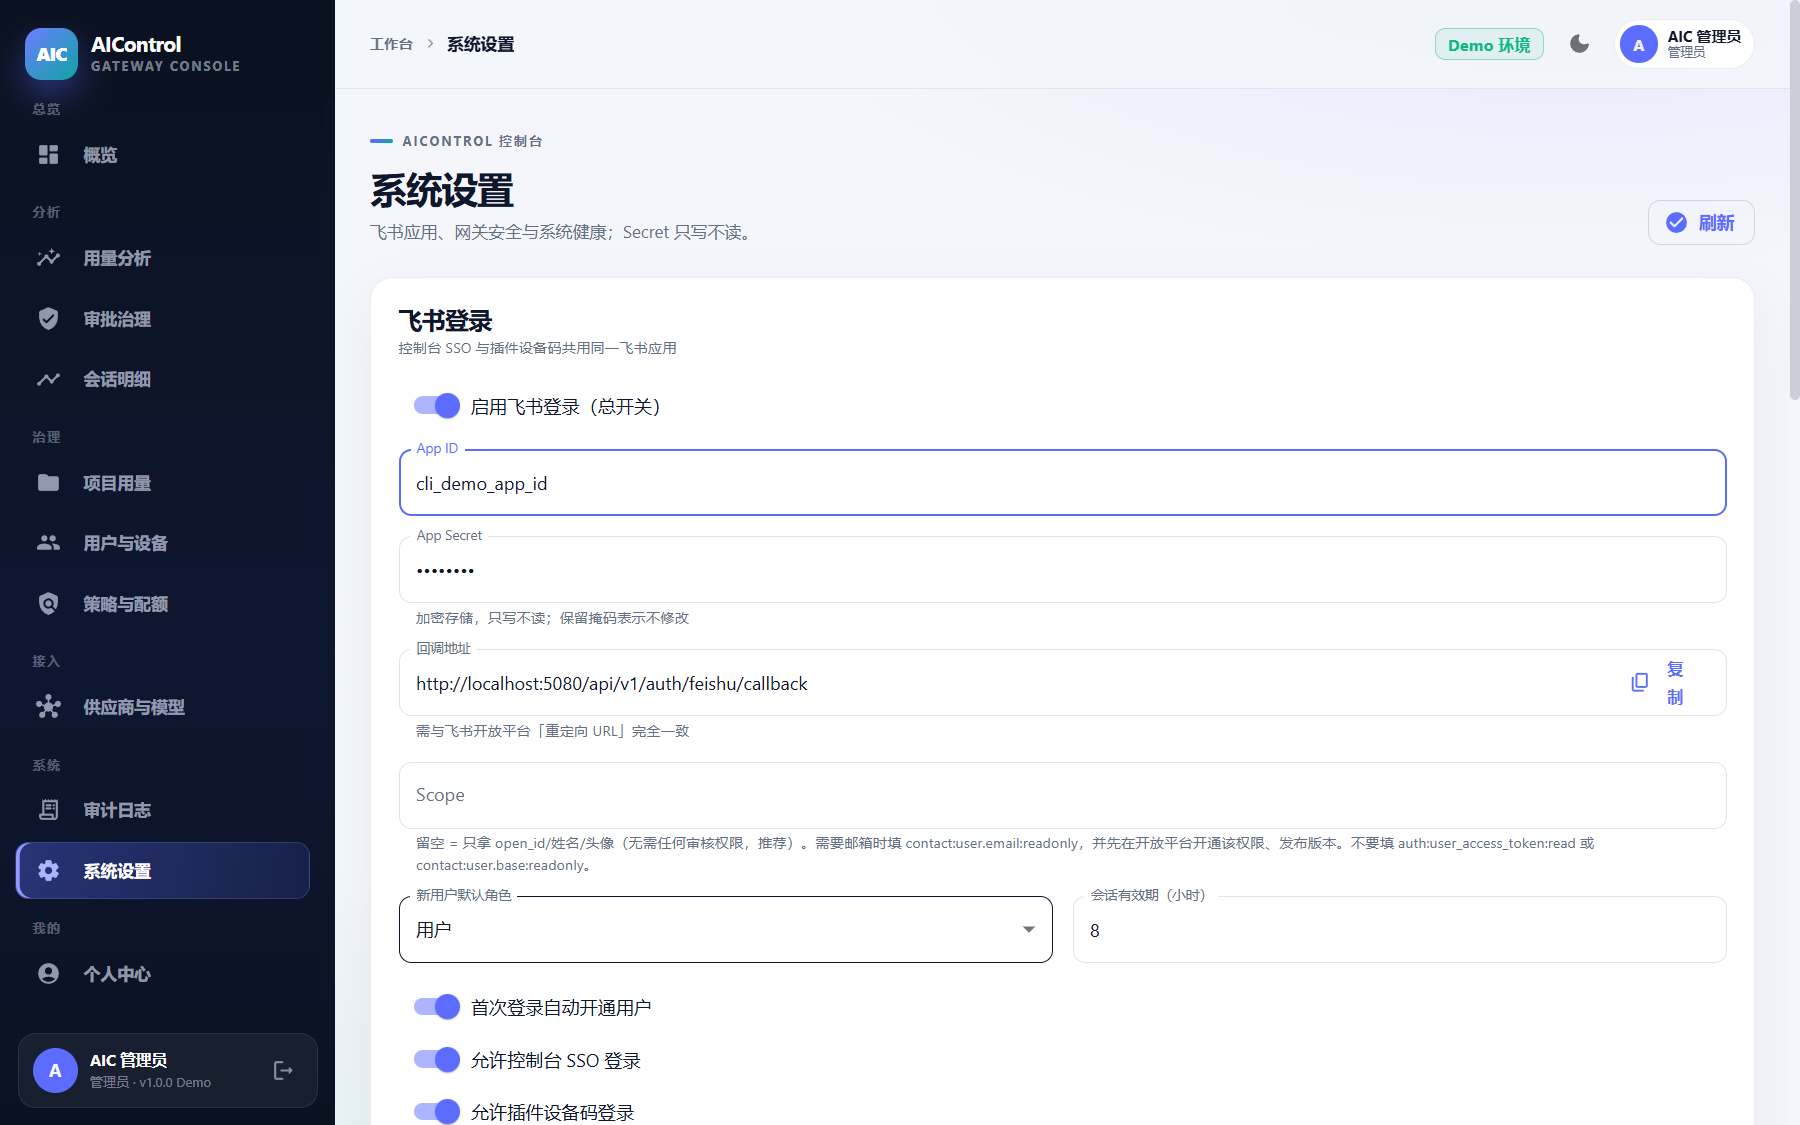 AIC
AIControl
GATEWAY CONSOLE
总览
概览
分析
用量分析
审批治理
会话明细
治理
项目用量
用户与设备
策略与配额
接入
供应商与模型
系统
审计日志
系统设置
我的
个人中心
A
AIC 管理员
管理员 · v1.0.0 Demo
工作台 › 系统设置
Demo 环境
A
AIC 管理员
管理员
AICONTROL 控制台
系统设置
飞书应用、网关安全与系统健康；Secret 只写不读。
刷新
飞书登录
控制台 SSO 与插件设备码共用同一飞书应用
启用飞书登录（总开关）
App ID
cli_demo_app_id
App Secret
••••••••
加密存储，只写不读；保留掩码表示不修改
回调地址
http://localhost:5080/api/v1/auth/feishu/callback
复
制
需与飞书开放平台「重定向 URL」完全一致
Scope
留空 = 只拿 open_id/姓名/头像（无需任何审核权限，推荐）。需要邮箱时填 contact:user.email:readonly，并先在开放平台开通该权限、发布版本。不要填 auth:user_access_token:read 或
contact:user.base:readonly。
新用户默认角色
用户
会话有效期（小时）
8
首次登录自动开通用户
允许控制台 SSO 登录
允许插件设备码登录